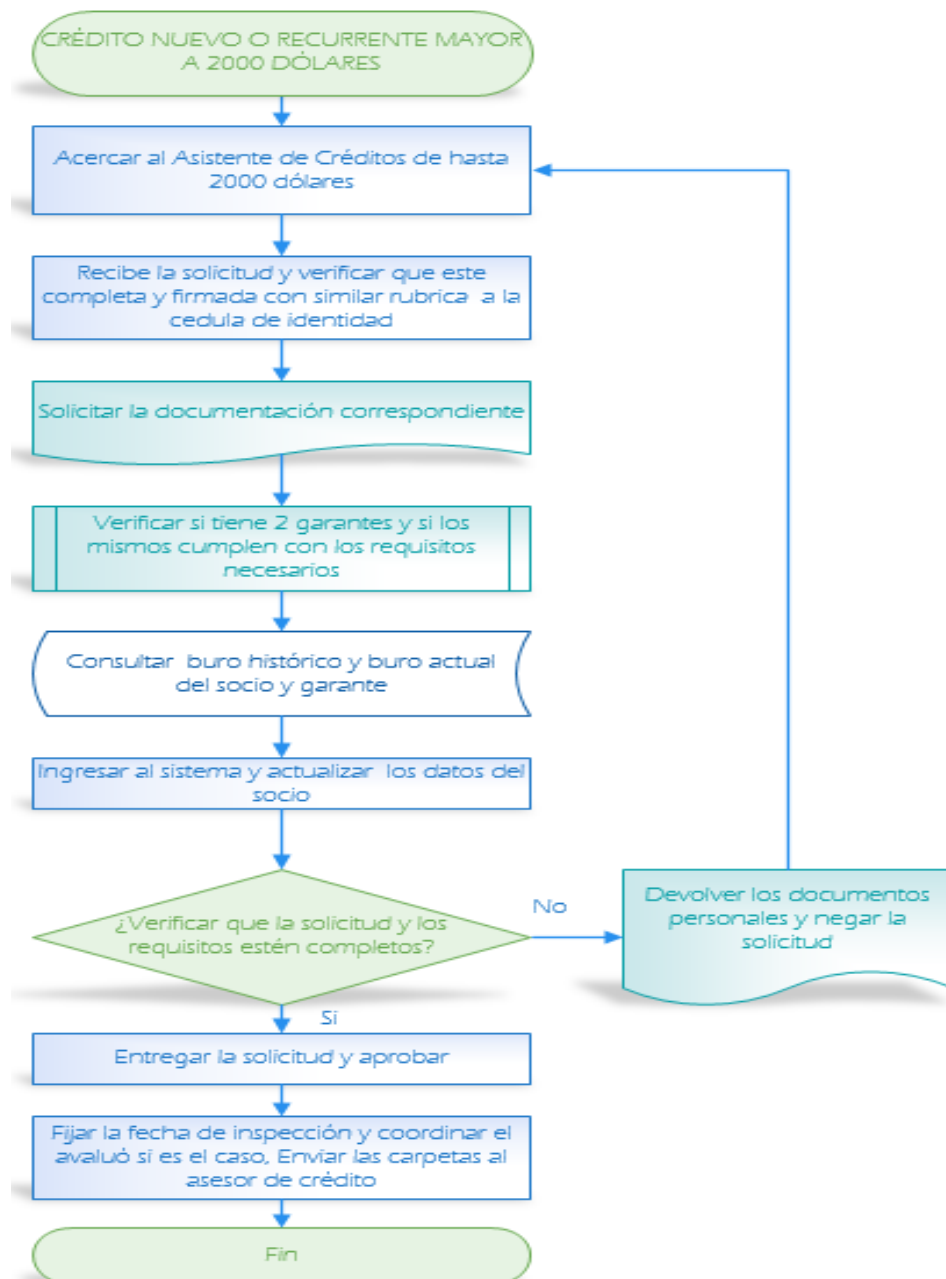 CRÉDITO NUEVO O RECURRENTE MAYOR
A 2000 DÓLARES
Acercar al Asistente de Créditos de hasta
2000 dólares
Recibe la solicitud y verificar que este
completa y firmada con similar rubrica a la
cedula de identidad
Solicitar la documentación correspondiente
Verificar si tiene 2 garantes y si los
mismos cumplen con los requisitos
necesarios
Consultar buro histórico y buro actual
del socio y garante
Ingresar al sistema y actualizar los datos del
socio
¿Verificar que la solicitud y los
requisitos estén completos?
No
Devolver los documentos
personales y negar la
solicitud
Si
Entregar la solicitud y aprobar
Fijar la fecha de inspección y coordinar el
avaluó si es el caso, Enviar las carpetas al
asesor de crédito
Fin